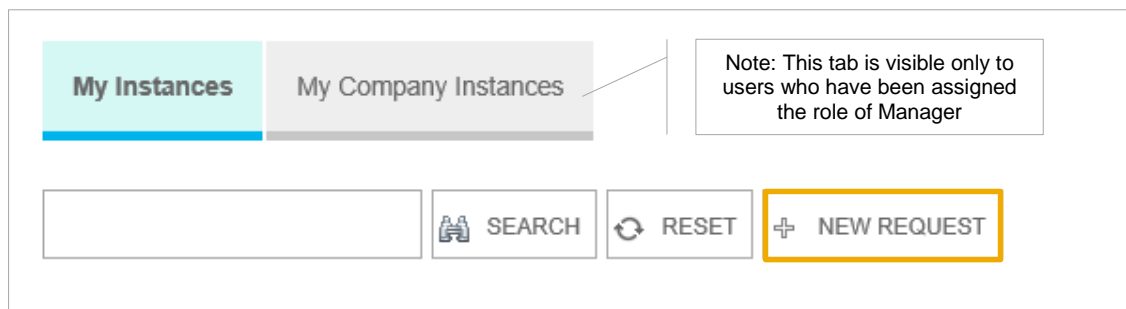 My Instances
My Company Instances
Note: This tab is visible only to
users who have been assigned
the role of Manager
SEARCH
RESET
NEW REQUEST